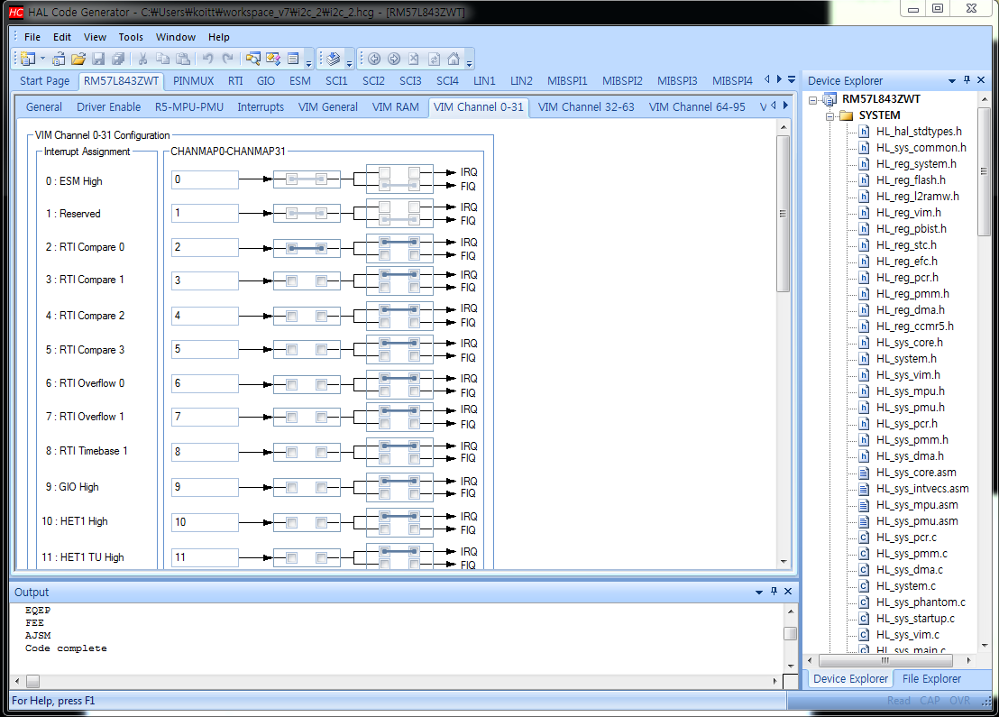 HC HAL Code Generator - C:₩Users₩koitt₩workspace_v7₩i2c_2₩i2c_2.hcg - [RM57L843ZWT]
File Edit View Tools Window Help
Start Page RM57L843ZWT PINMUX RTI GIO ESM SCI1 SCI2 SCI3 SCI4 LIN1 LIN2 MIBSPI1 MIBSPI2 MIBSPI3 MIBSPI4
General Driver Enable R5-MPU-PMU Interrupts VIM General VIM RAM VIM Channel 0-31 VIM Channel 32-63 VIM Channel 64-95 V
VIM Channel 0-31 Configuration
Interrupt Assignment CHANMAP0-CHANMAP31
0 : ESM High 0 IRQ
FIQ
1 : Reserved 1 IRQ
FIQ
2 : RTI Compare 0 2 IRQ
FIQ
3 : RTI Compare 1 3 IRQ
FIQ
4 : RTI Compare 2 4 IRQ
FIQ
5 : RTI Compare 3 5 IRQ
FIQ
6 : RTI Overflow 0 6 IRQ
FIQ
7 : RTI Overflow 1 7 IRQ
FIQ
8 : RTI Timebase 1 8 IRQ
FIQ
9 : GIO High 9 IRQ
FIQ
10 : HET1 High 10 IRQ
FIQ
11 : HET1 TU High 11 IRQ
FIQ
Output
EQEP
FEE
AJSM
Code complete
Device Explorer
RM57L843ZWT
SYSTEM
HL_hal_stdtypes.h
HL_sys_common.h
HL_reg_system.h
HL_reg_flash.h
HL_reg_l2ramw.h
HL_reg_vim.h
HL_reg_pbist.h
HL_reg_stc.h
HL_reg_efc.h
HL_reg_pcr.h
HL_reg_pmm.h
HL_reg_dma.h
HL_reg_ccmr5.h
HL_sys_core.h
HL_system.h
HL_sys_vim.h
HL_sys_mpu.h
HL_sys_pmu.h
HL_sys_pcr.h
HL_sys_pmm.h
HL_sys_dma.h
HL_sys_core.asm
HL_sys_intvecs.asm
HL_sys_mpu.asm
HL_sys_pmu.asm
HL_sys_pcr.c
HL_sys_pmm.c
HL_sys_dma.c
HL_system.c
HL_sys_phantom.c
HL_sys_startup.c
HL_sys_vim.c
HL_sys_main.c
Device Explorer File Explorer
For Help, press F1 Read CAP OVR